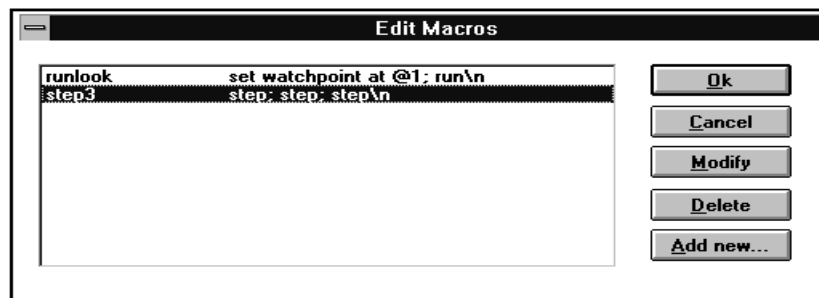 Edit Macros
runlook set watchpoint at @1; run\n
step3 step; step; step\n
Ok
Cancel
Modify
Delete
Add new...